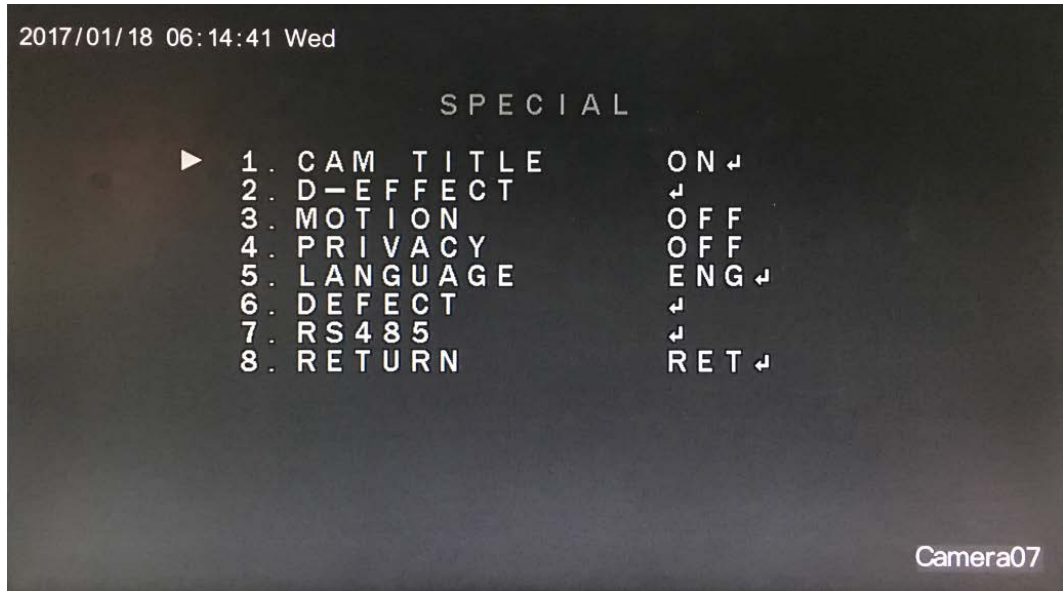 2017/01/18 06:14:41 Wed
SPECIAL
1. CAM TITLE ON↵
2. D-EFFECT ↵
3. MOTION OFF
4. PRIVACY OFF
5. LANGUAGE ENG↵
6. DEFECT ↵
7. RS485 ↵
8. RETURN RET↵
Camera07